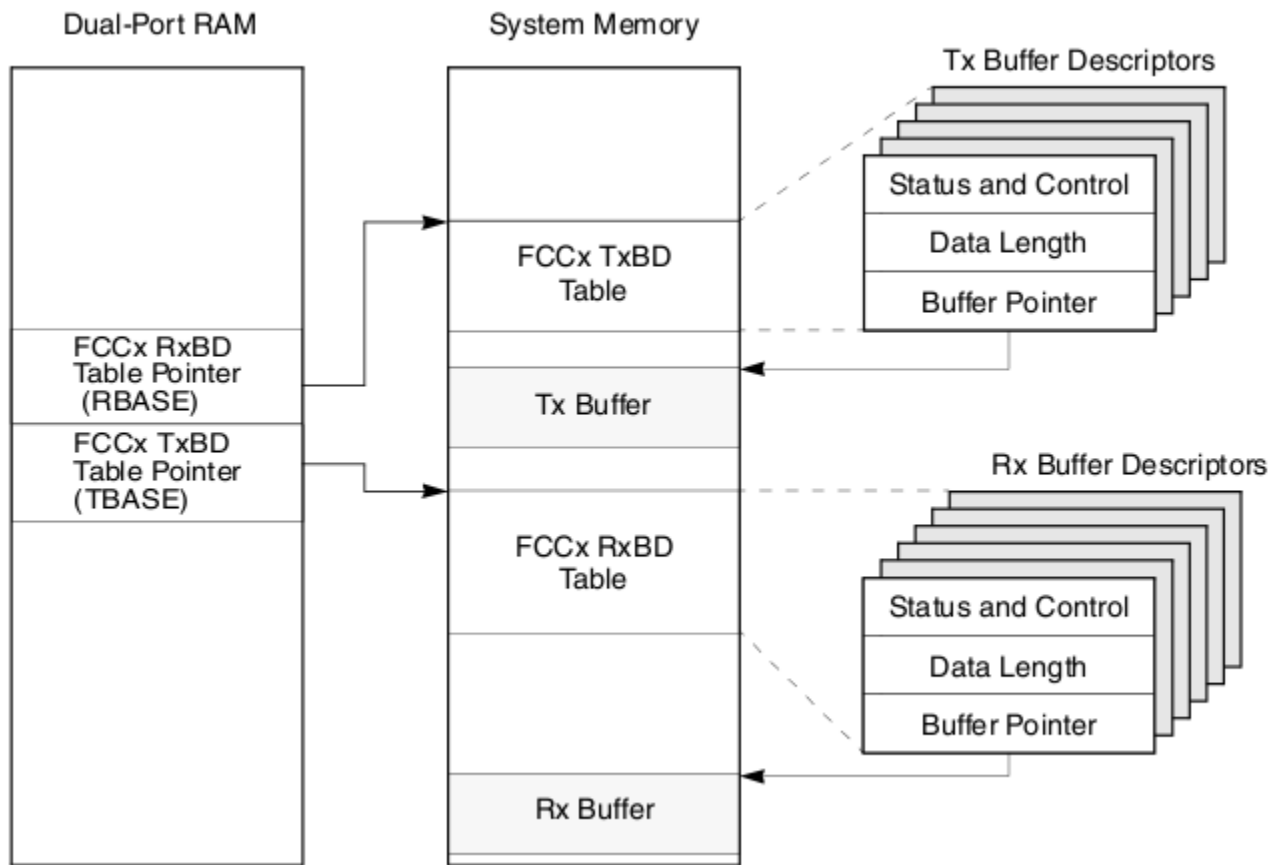 Dual-Port RAM
System Memory
Tx Buffer Descriptors
Status and Control
Data Length
Buffer Pointer
FCCx TxBD
Table
FCCx RxBD
Table Pointer
(RBASE)
Tx Buffer
FCCx TxBD
Table Pointer
(TBASE)
Rx Buffer Descriptors
FCCx RxBD
Table
Status and Control
Data Length
Buffer Pointer
Rx Buffer